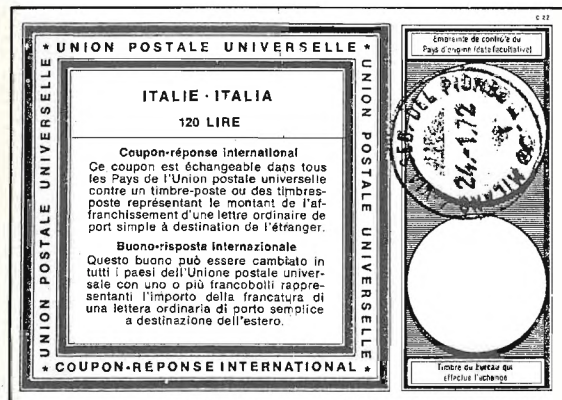 C 22
★ UNION POSTALE UNIVERSELLE ★
UNION POSTALE UNIVERSELLE
UNION POSTALE UNIVERSELLE
ITALIE · ITALIA
120 LIRE
Coupon-réponse international
Ce coupon est échangeable dans tous
les Pays de l'Union postale universelle
contre un timbre-poste ou des timbres-
poste représentant le montant de l'af-
franchissement d'une lettre ordinaire de
port simple à destination de l'étranger.
Buono-risposta internazionale
Questo buono può essere cambiato in
tutti i paesi dell'Unione postale univer-
sale con uno o più francobolli rappre-
sentanti l'importo della francatura di
una lettera ordinaria di porto semplice
a destinazione dell'estero.
★ COUPON-RÉPONSE INTERNATIONAL ★
Empreinte de contrôle du
Pays d'origine (date facultative)
DEL PIOMBO
24.-1.72
MILANO
Timbre du Bureau qui
effectue l'échange